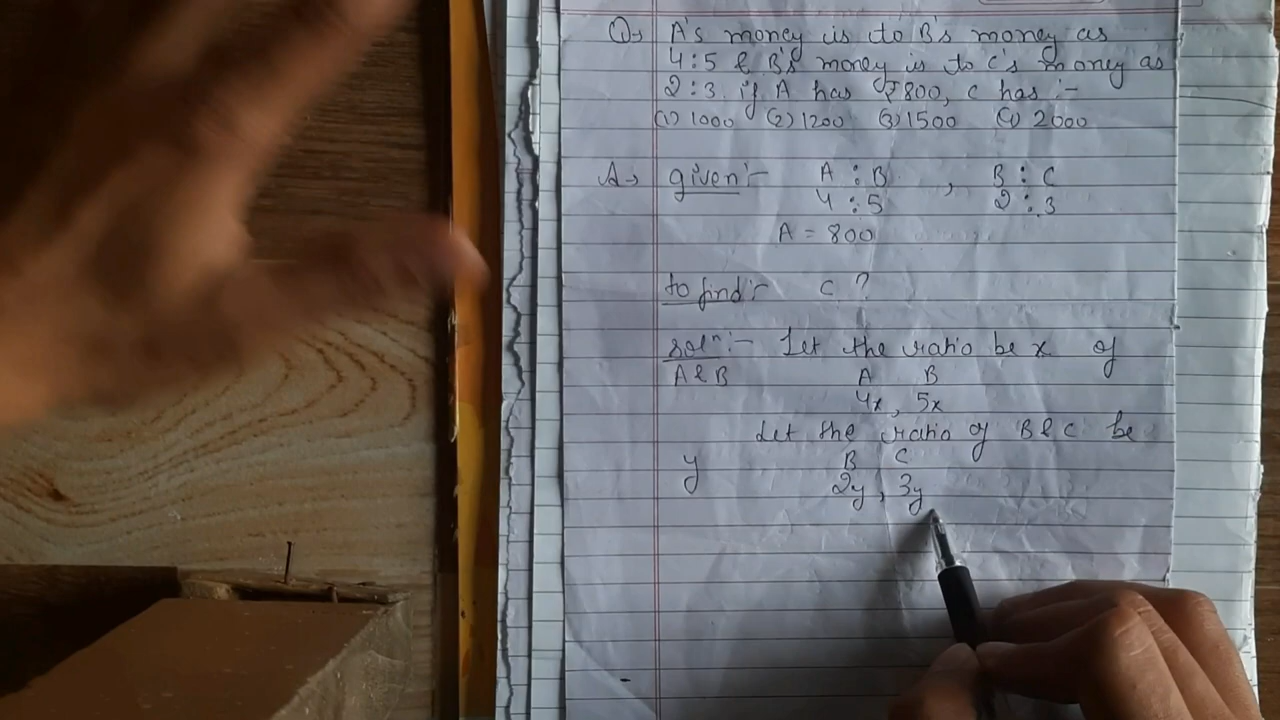 Q→ A's money is to B's money as
4:5 & B's money is to C's money as
2:3. if A has ₹800, C has :-
(1) 1000 (2) 1200 (3) 1500 (4) 2000
A→ given:- A : B , B : C
4 : 5 2 : 3
A = 800
to find:- C ?
soln:- Let the ratio be x of
A & B A B
4x, 5x
Let the ratio of B & C be
y B C
2y, 3y